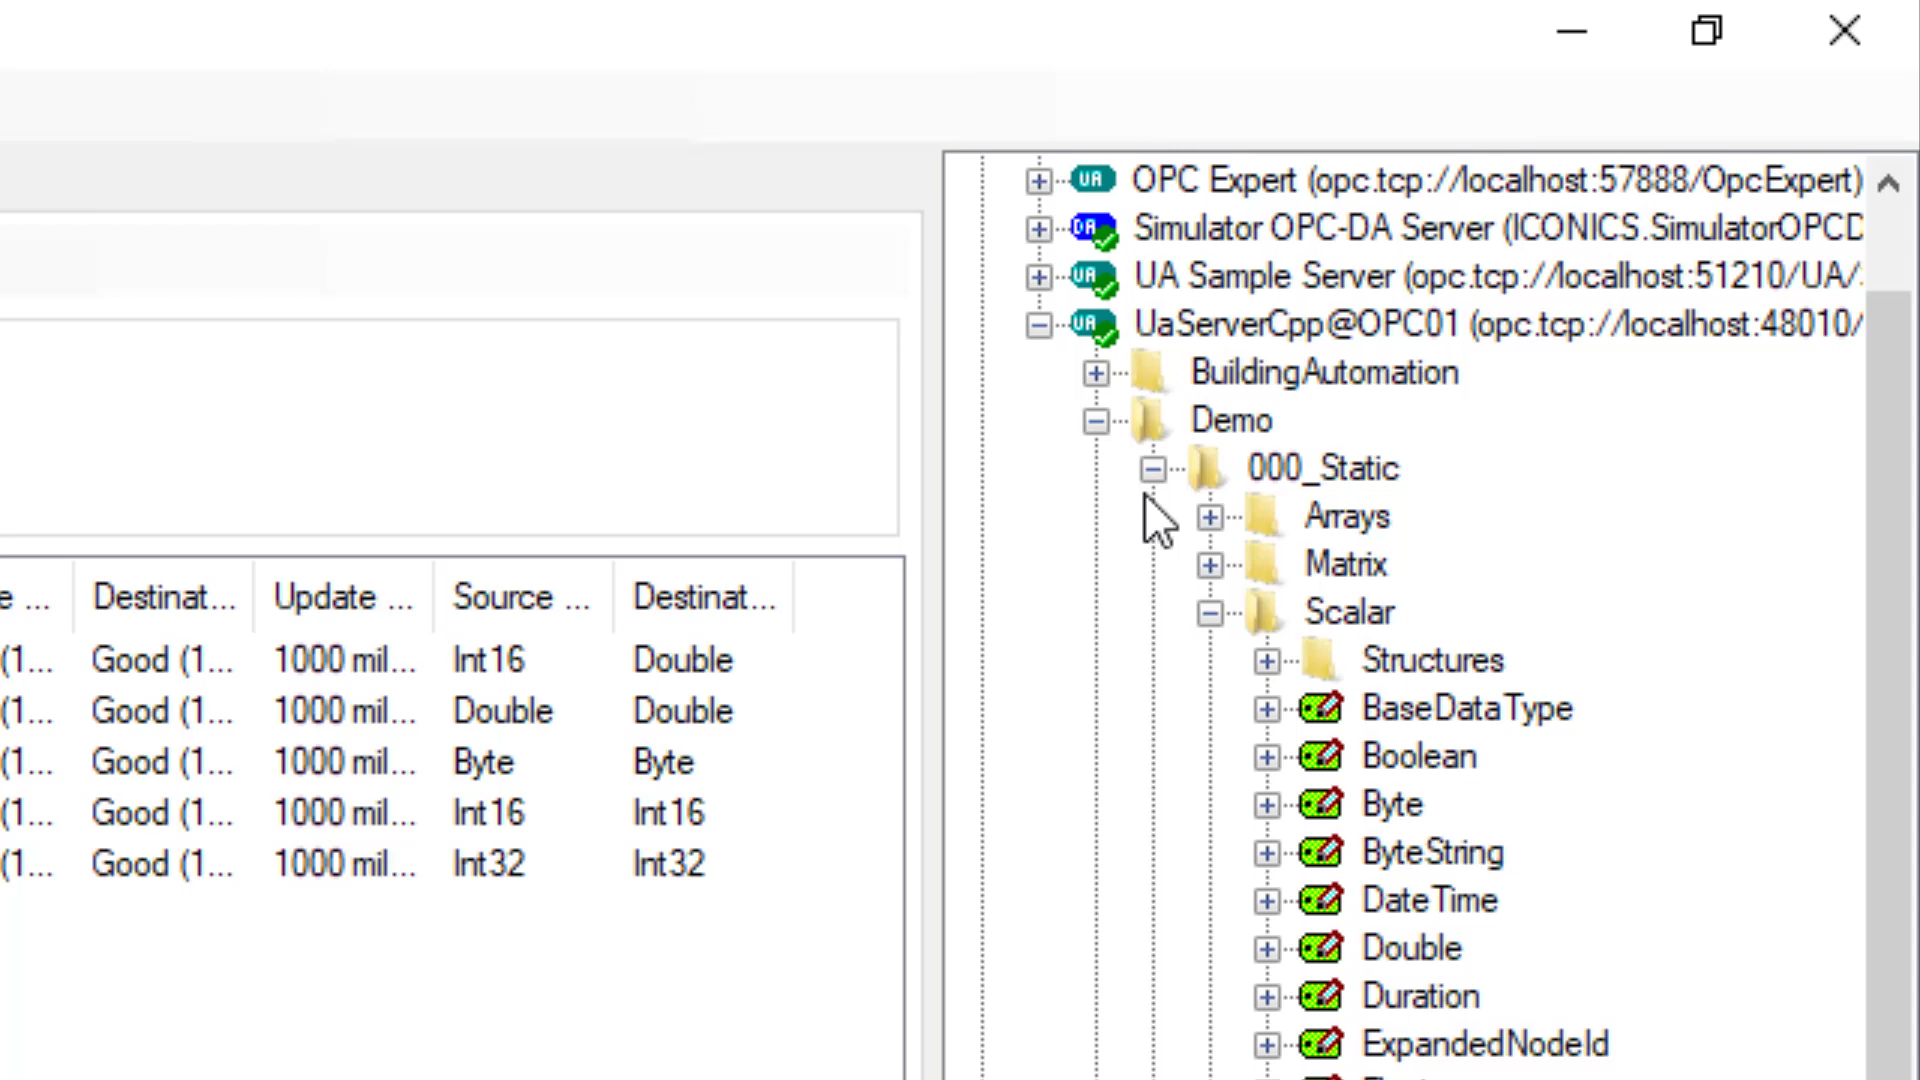 UA OPC Expert (opc.tcp://localhost:57888/OpcExpert)
DA Simulator OPC-DA Server (ICONICS.SimulatorOPCD
UA UA Sample Server (opc.tcp://localhost:51210/UA/
UA UaServerCpp@OPC01 (opc.tcp://localhost:48010/
BuildingAutomation
Demo
000_Static
Arrays
Matrix
Scalar
Structures
BaseDataType
Boolean
Byte
ByteString
DateTime
Double
Duration
ExpandedNodeId
e ... Destinat... Update ... Source ... Destinat...
(1... Good (1... 1000 mil... Int16 Double
(1... Good (1... 1000 mil... Double Double
(1... Good (1... 1000 mil... Byte Byte
(1... Good (1... 1000 mil... Int16 Int16
(1... Good (1... 1000 mil... Int32 Int32